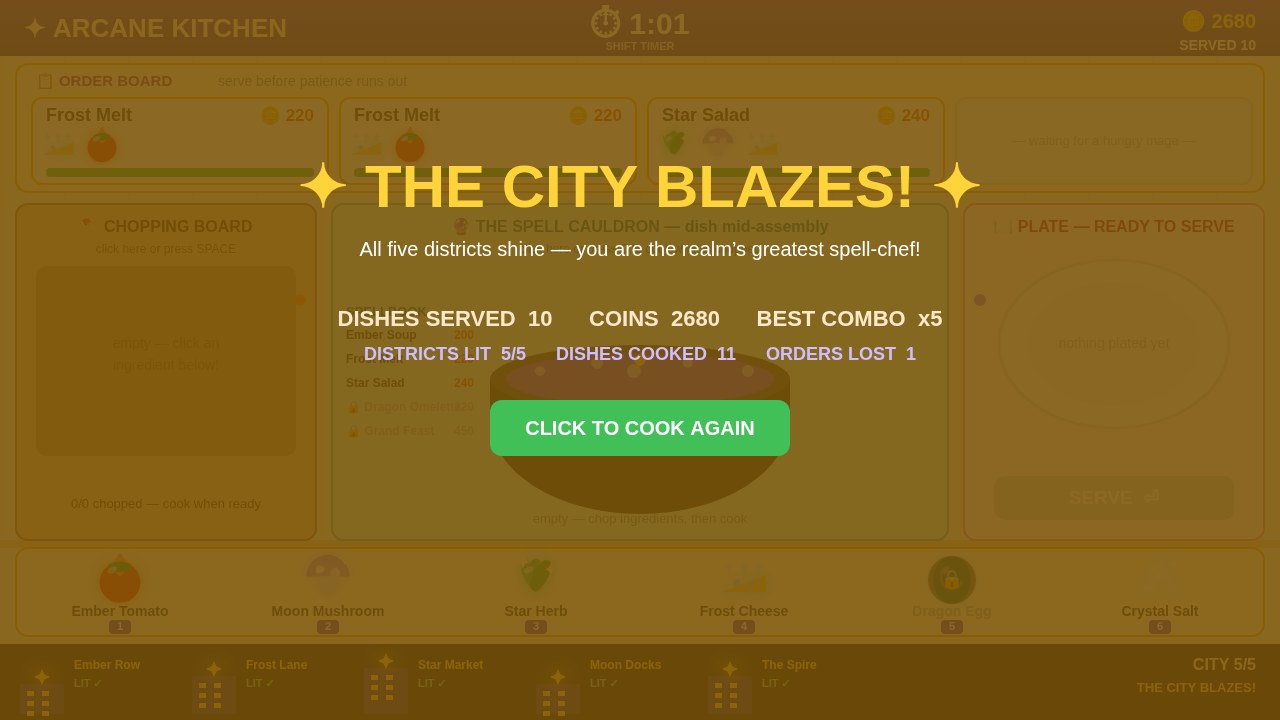 ✦ ARCANE KITCHEN
1:01
SHIFT TIMER
2680
SERVED 10
ORDER BOARD serve before patience runs out
Frost Melt 220
Frost Melt 220
Star Salad 240
— waiting for a hungry mage —
✦ THE CITY BLAZES! ✦
All five districts shine — you are the realm’s greatest spell-chef!
CHOPPING BOARD
click here or press SPACE
empty — click an
ingredient below!
0/0 chopped — cook when ready
THE SPELL CAULDRON — dish mid-assembly
DISHES SERVED 10 COINS 2680 BEST COMBO x5
DISTRICTS LIT 5/5 DISHES COOKED 11 ORDERS LOST 1
Ember Soup 200
Star Salad 240
CLICK TO COOK AGAIN
empty — chop ingredients, then cook
PLATE — READY TO SERVE
nothing plated yet
SERVE ⏎
Ember Tomato
1
Moon Mushroom
2
Star Herb
3
Frost Cheese
4
Dragon Egg
5
Crystal Salt
6
Ember Row
LIT ✓
Frost Lane
LIT ✓
Star Market
LIT ✓
Moon Docks
LIT ✓
The Spire
LIT ✓
CITY 5/5
THE CITY BLAZES!